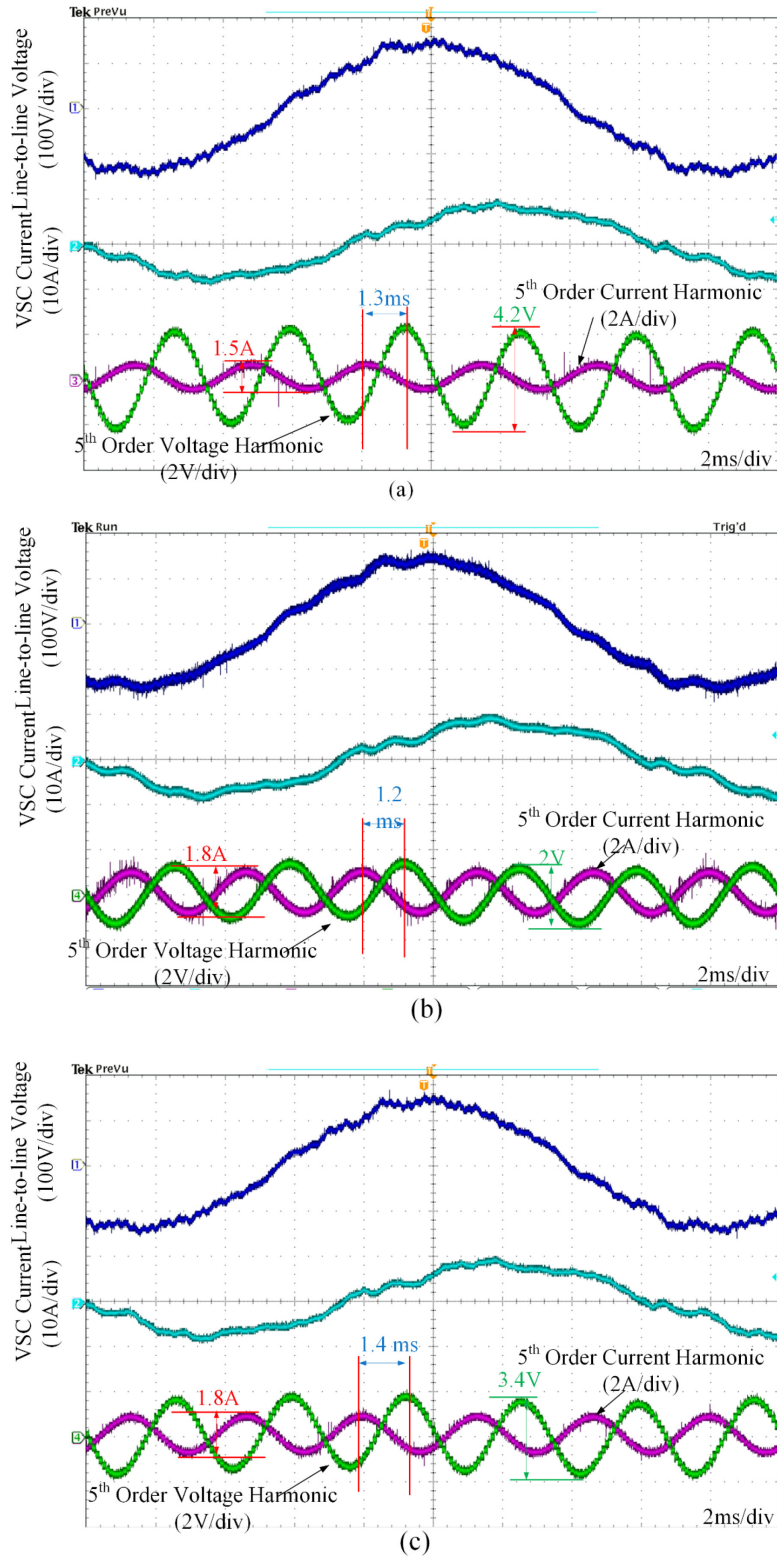 Tek PreVu
T
1
Line-to-line Voltage
(100V/div)
2
VSC Current
(10A/div)
1.3ms
5th Order Current Harmonic
(2A/div)
4.2V
1.5A
3
5th Order Voltage Harmonic
(2V/div)
2ms/div
(a)
Tek Run
Trig'd
T
1
Line-to-line Voltage
(100V/div)
2
VSC Current
(10A/div)
1.2
ms
5th Order Current Harmonic
(2A/div)
1.8A
2V
4
5th Order Voltage Harmonic
(2V/div)
2ms/div
(b)
Tek PreVu
T
1
Line-to-line Voltage
(100V/div)
2
VSC Current
(10A/div)
1.4 ms
5th Order Current Harmonic
(2A/div)
3.4V
1.8A
4
5th Order Voltage Harmonic
(2V/div)
2ms/div
(c)